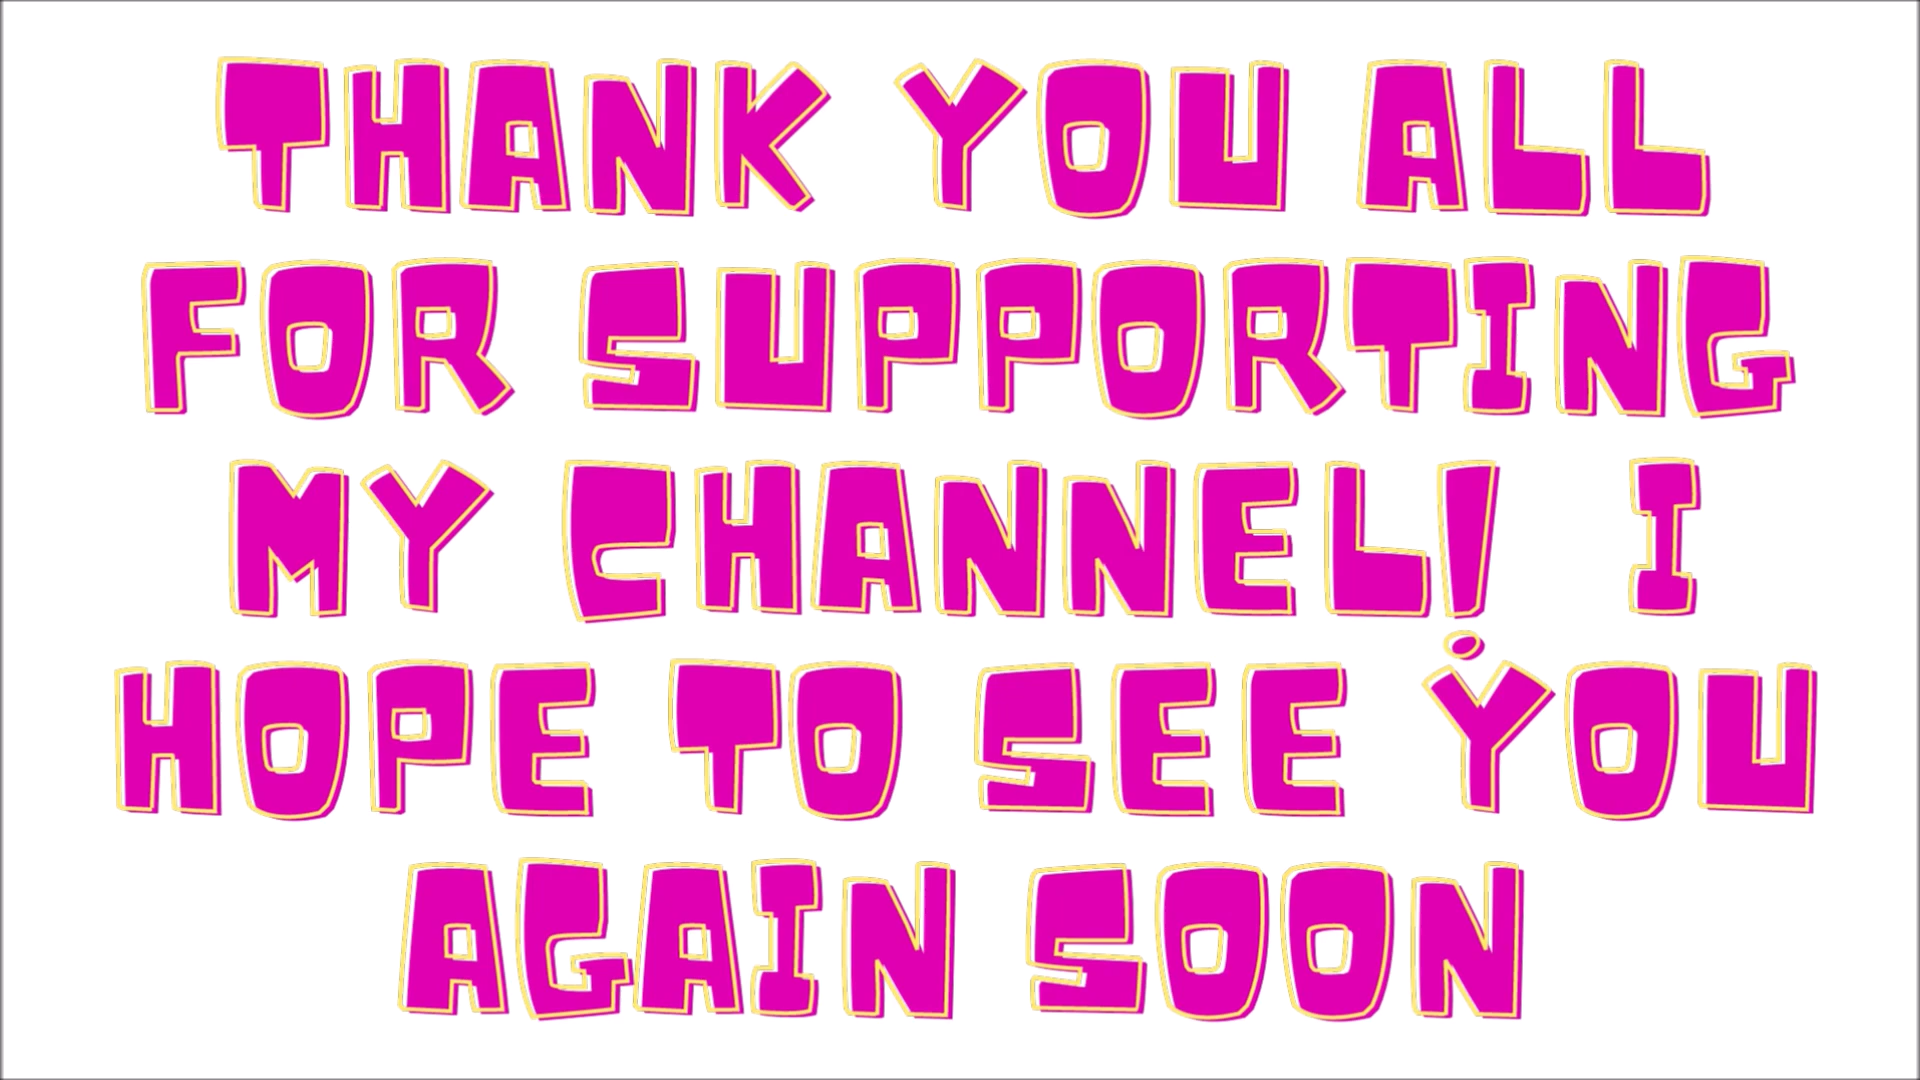 THANK YOU ALL
FOR SUPPORTING
MY CHANNEL! I
HOPE TO SEE YOU
AGAIN SOON